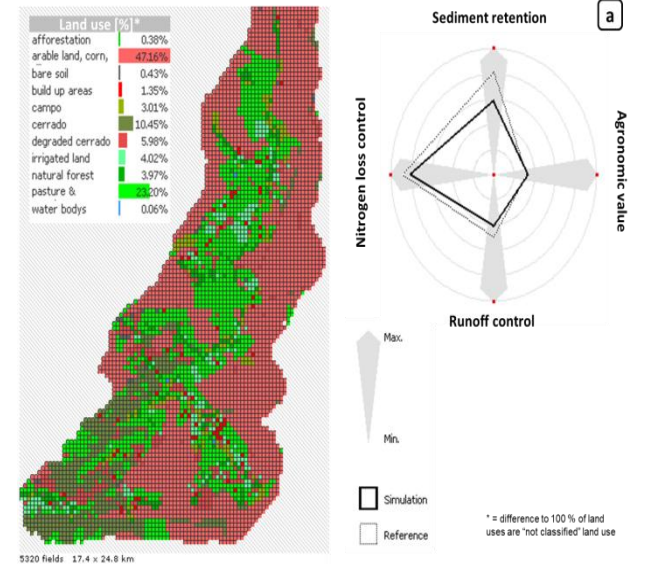 Land use [%]*
afforestation 0.38%
arable land, corn, 47.16%
bare soil 0.43%
build up areas 1.35%
campo 3.01%
cerrado 10.45%
degraded cerrado 5.98%
irrigated land 4.02%
natural forest 3.97%
pasture & 23.20%
water bodys 0.06%
5320 fields 17.4 x 24.8 km
a
Sediment retention
Nitrogen loss control
Agronomic value
Runoff control
Max.
Min.
Simulation
Reference
* = difference to 100 % of land
uses are “not classified” land use